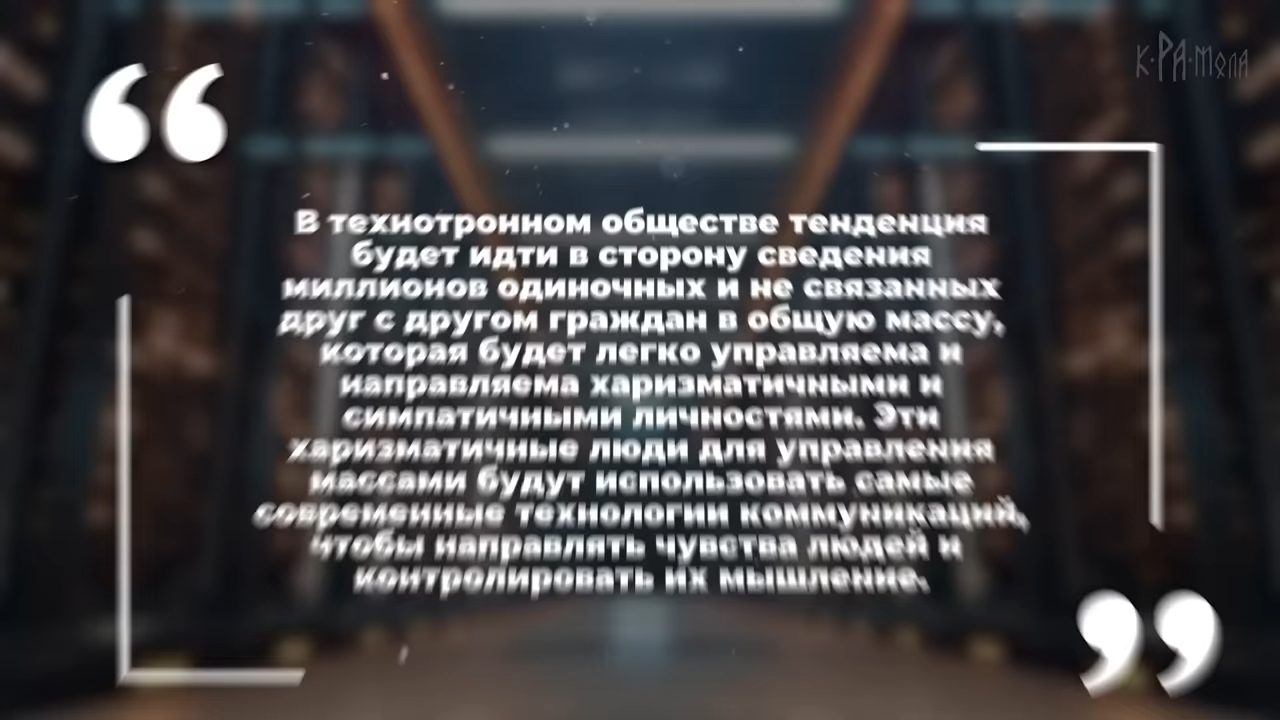 К·РА·МОЛА
В технотронном обществе тенденция
будет идти в сторону сведения
миллионов одиночных и не связанных
друг с другом граждан в общую массу,
которая будет легко управляема и
направляема харизматичными и
симпатичными личностями. Эти
харизматичные люди для управления
массами будут использовать самые
современные технологии коммуникаций,
чтобы направлять чувства людей и
контролировать их мышление.